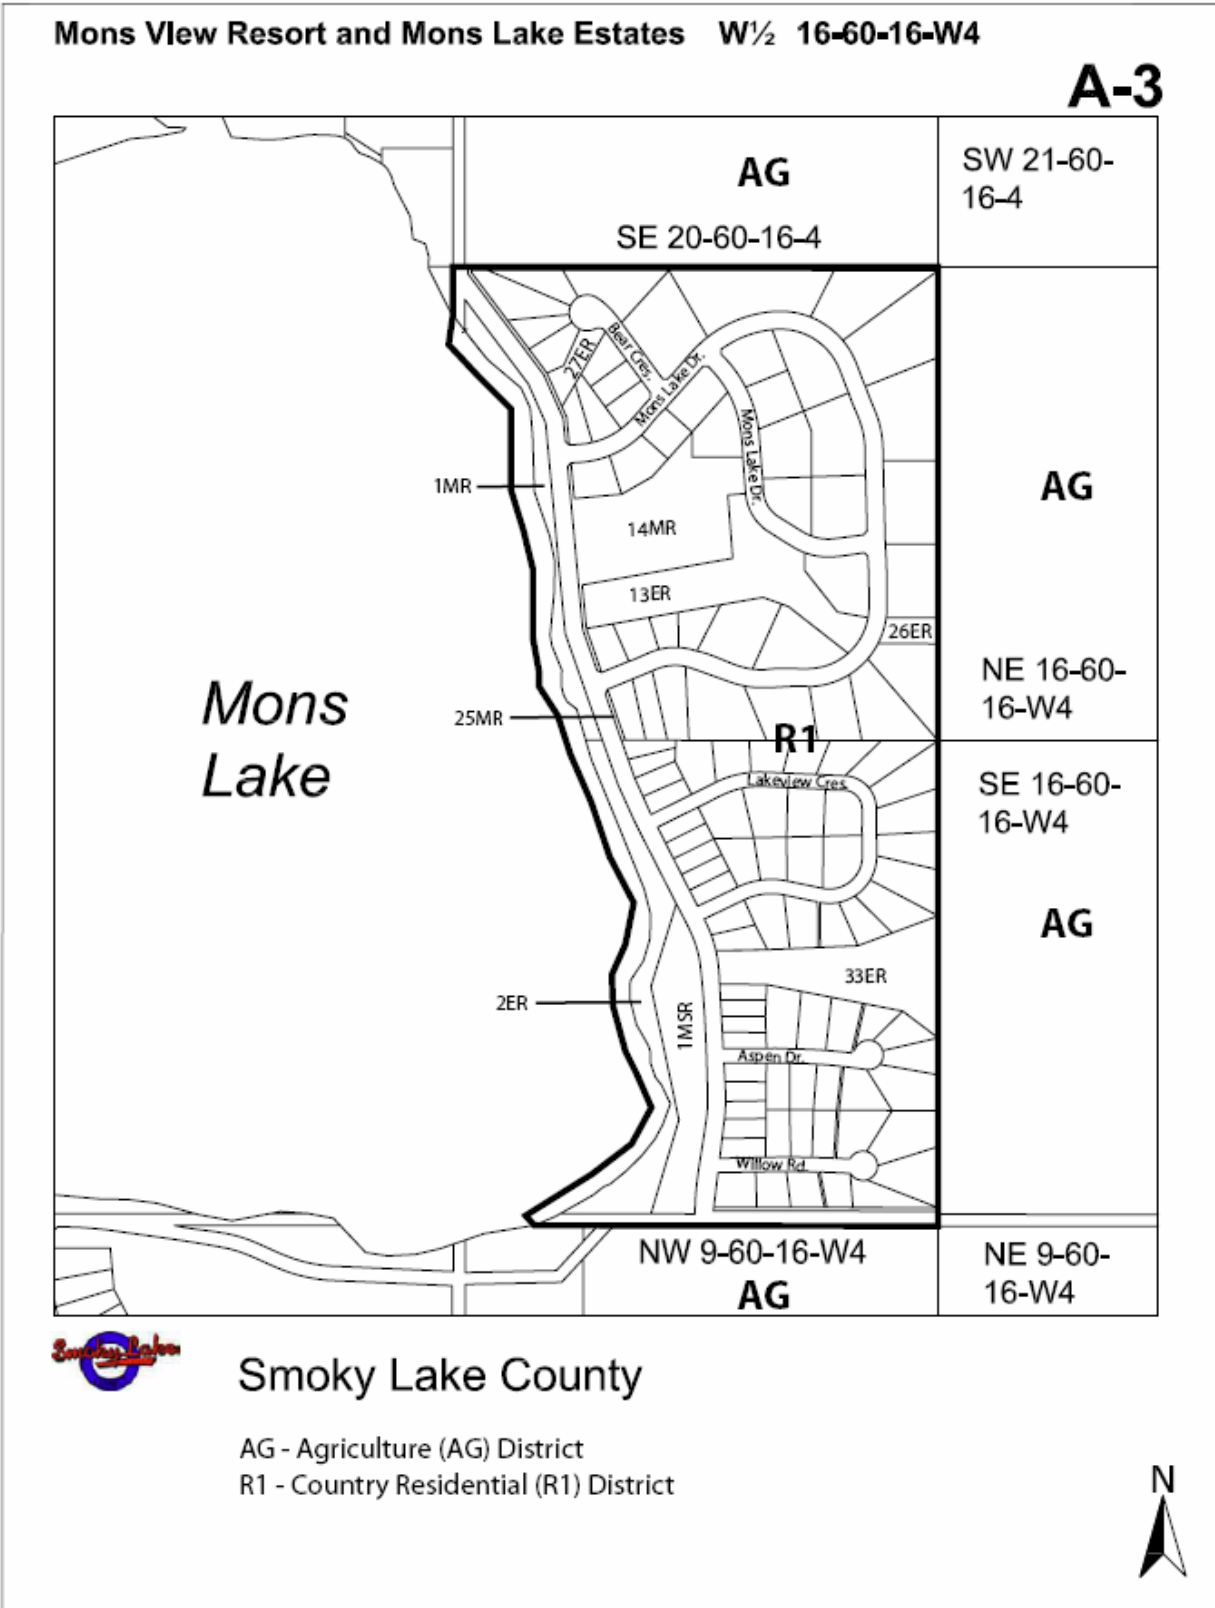 Mons VIew Resort and Mons Lake Estates W½ 16-60-16-W4
A-3
AG
SE 20-60-16-4
SW 21-60-
16-4
27ER
Bear Cres.
Mons Lake Dr.
Mons Lake Dr.
AG
1MR
14MR
13ER
26ER
NE 16-60-
16-W4
Mons
Lake
25MR
R1
SE 16-60-
16-W4
Lakeview Cres.
AG
33ER
2ER
1MSR
Aspen Dr.
Willow Rd.
NW 9-60-16-W4
AG
NE 9-60-
16-W4
Smoky Lake
Smoky Lake County
AG - Agriculture (AG) District
R1 - Country Residential (R1) District
N